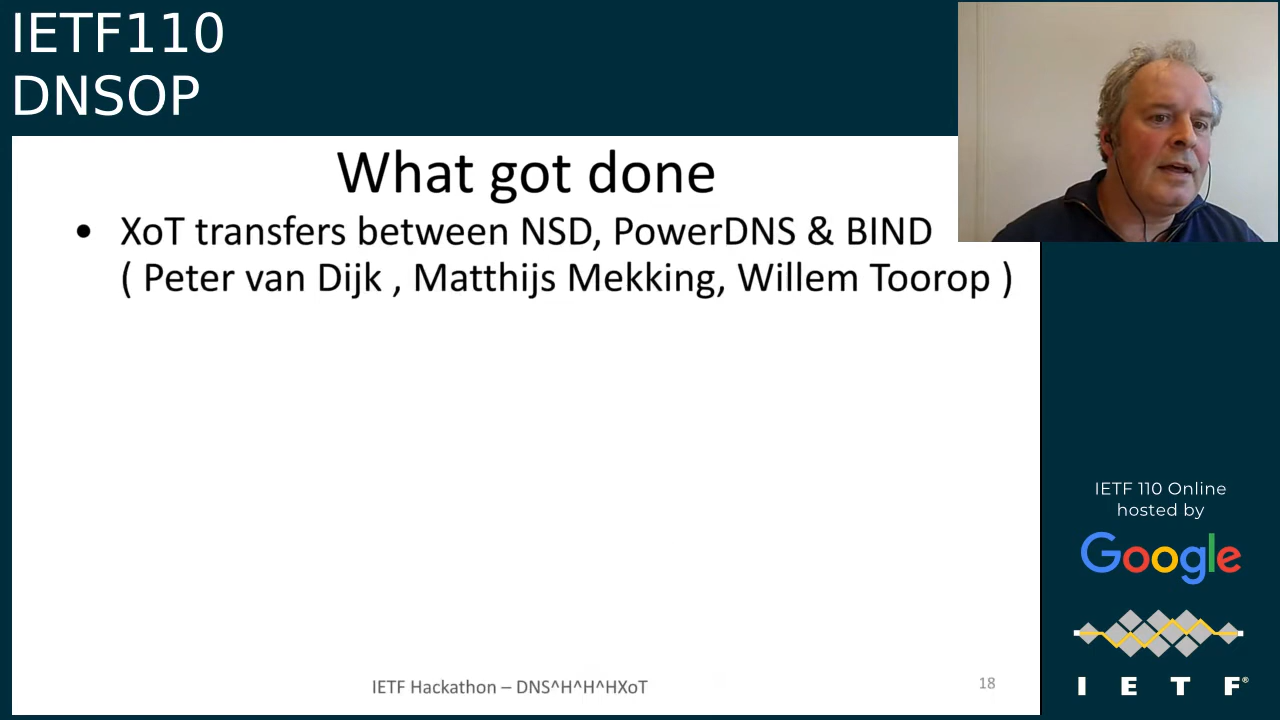 IETF110
DNSOP
What got done
• XoT transfers between NSD, PowerDNS & BIND
( Peter van Dijk , Matthijs Mekking, Willem Toorop )
IETF Hackathon – DNS^H^H^HXoT
18
IETF 110 Online
hosted by
Google
I E T F®